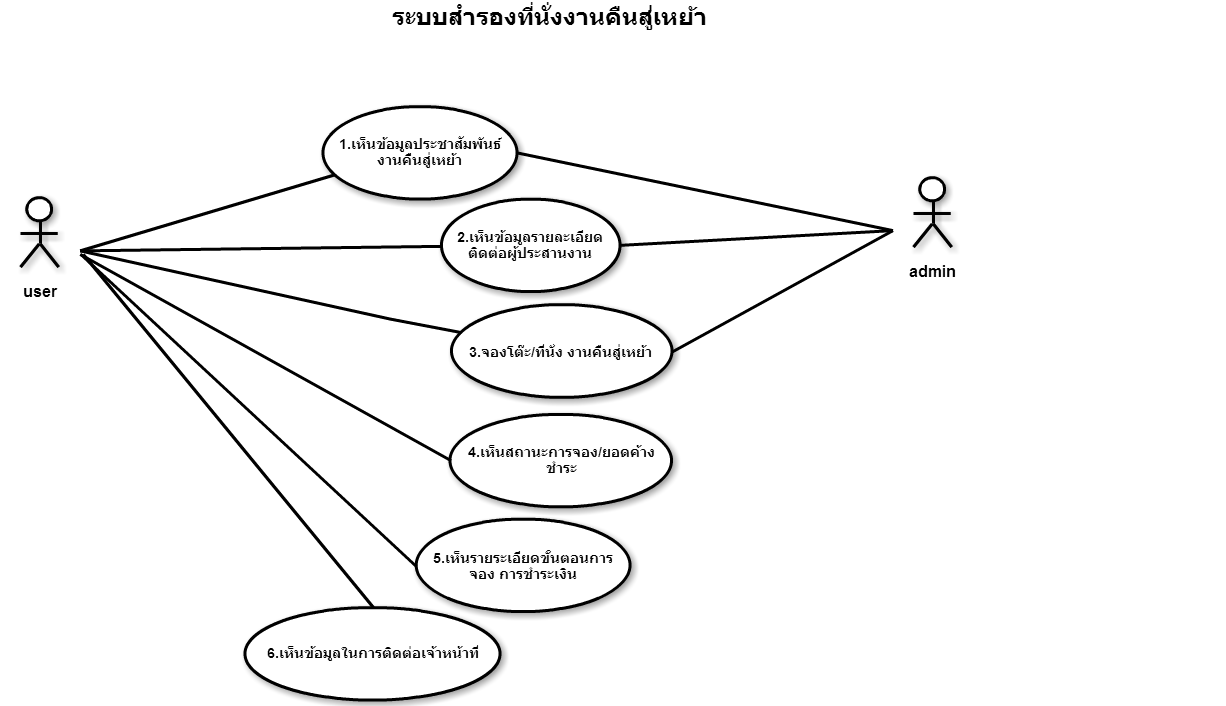 ระบบสำรองที่นั่งงานคืนสู่เหย้า
1.เห็นข้อมูลประชาสัมพันธ์
งานคืนสู่เหย้า
2.เห็นข้อมูลรายละเอียด
ติดต่อผู้ประสานงาน
user
admin
3.จองโต๊ะ/ที่นั่ง งานคืนสู่เหย้า
4.เห็นสถานะการจอง/ยอดค้าง
ชำระ
5.เห็นรายระเอียดขั้นตอนการ
จอง การชำระเงิน
6.เห็นข้อมูลในการติดต่อเจ้าหน้าที่